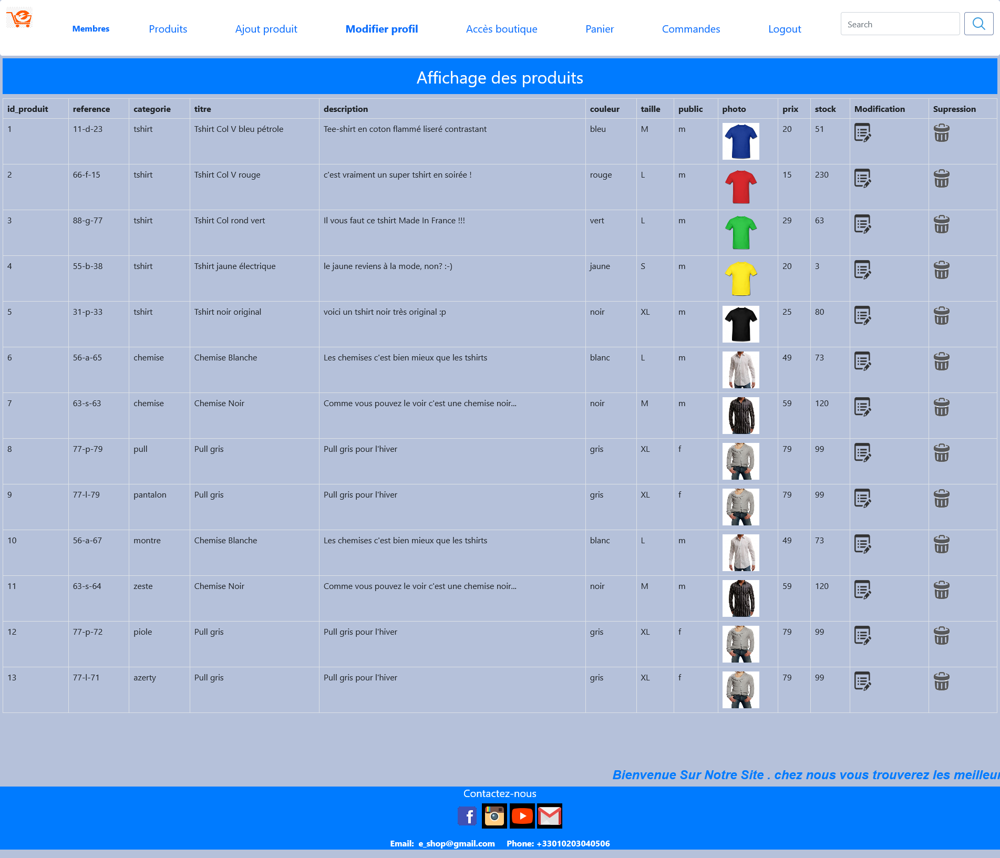 Membres Produits Ajout produit Modifier profil Accès boutique Panier Commandes Logout Search
Affichage des produits
id_produit reference categorie titre description couleur taille public photo prix stock Modification Supression
1 11-d-23 tshirt Tshirt Col V bleu pétrole Tee-shirt en coton flammé liseré contrastant bleu M m 20 51
2 66-f-15 tshirt Tshirt Col V rouge c'est vraiment un super tshirt en soirée ! rouge L m 15 230
3 88-g-77 tshirt Tshirt Col rond vert Il vous faut ce tshirt Made In France !!! vert L m 29 63
4 55-b-38 tshirt Tshirt jaune électrique le jaune reviens à la mode, non? :-) jaune S m 20 3
5 31-p-33 tshirt Tshirt noir original voici un tshirt noir très original :p noir XL m 25 80
6 56-a-65 chemise Chemise Blanche Les chemises c'est bien mieux que les tshirts blanc L m 49 73
7 63-s-63 chemise Chemise Noir Comme vous pouvez le voir c'est une chemise noir... noir M m 59 120
8 77-p-79 pull Pull gris Pull gris pour l'hiver gris XL f 79 99
9 77-l-79 pantalon Pull gris Pull gris pour l'hiver gris XL f 79 99
10 56-a-67 montre Chemise Blanche Les chemises c'est bien mieux que les tshirts blanc L m 49 73
11 63-s-64 zeste Chemise Noir Comme vous pouvez le voir c'est une chemise noir... noir M m 59 120
12 77-p-72 piole Pull gris Pull gris pour l'hiver gris XL f 79 99
13 77-l-71 azerty Pull gris Pull gris pour l'hiver gris XL f 79 99
Bienvenue Sur Notre Site . chez nous vous trouverez les meilleur
Contactez-nous
Email: e_shop@gmail.com Phone: +33010203040506